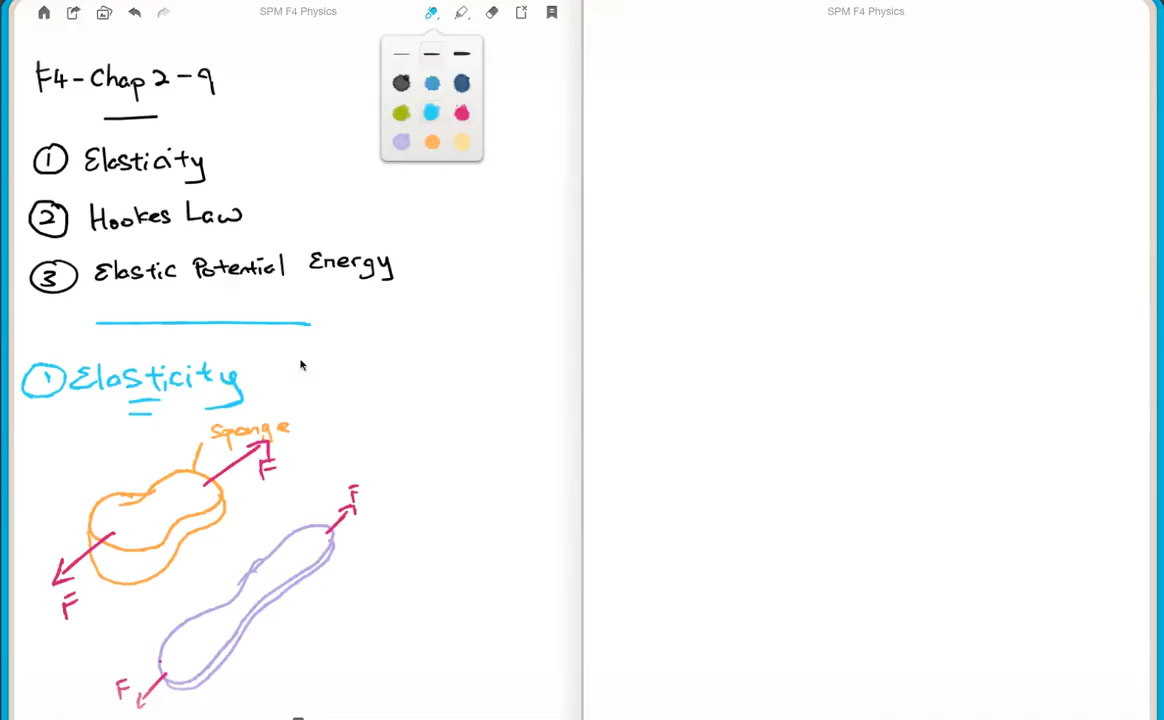 SPM F4 Physics
SPM F4 Physics
F4 - Chap 2 - 9
① Elasticity
② Hookes Law
③ Elastic Potential Energy
① Elasticity
Sponge
F
F
F
F